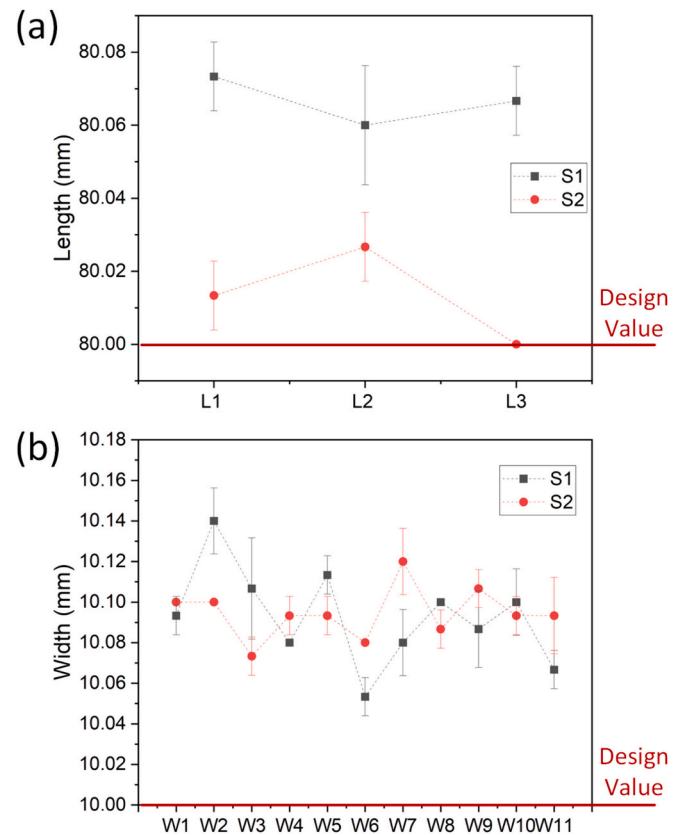 (a)
80.08
80.06
80.04
80.02
80.00
Length (mm)
S1
S2
Design
Value
L1
L2
L3
(b)
10.18
10.16
10.14
10.12
10.10
10.08
10.06
10.04
10.02
10.00
Width (mm)
S1
S2
Design
Value
W1 W2 W3 W4 W5 W6 W7 W8 W9 W10 W11